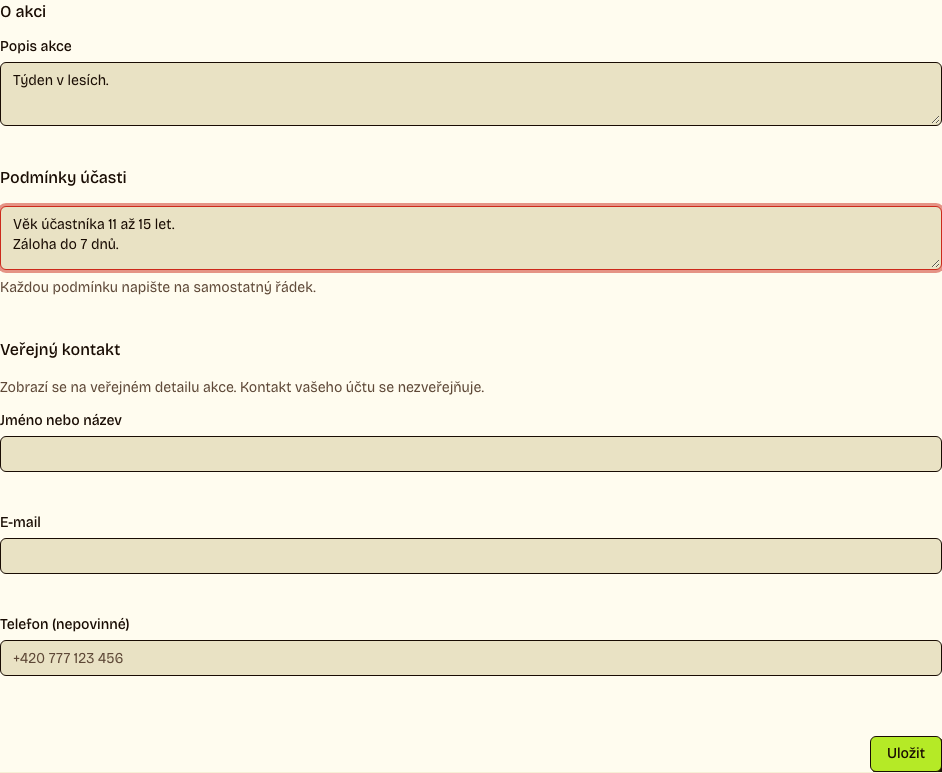 O akci
Popis akce
Týden v lesích.
Podmínky účasti
Věk účastníka 11 až 15 let.
Záloha do 7 dnů.
Každou podmínku napište na samostatný řádek.
Veřejný kontakt
Zobrazí se na veřejném detailu akce. Kontakt vašeho účtu se nezveřejňuje.
Jméno nebo název
E-mail
Telefon (nepovinné)
+420 777 123 456
Uložit